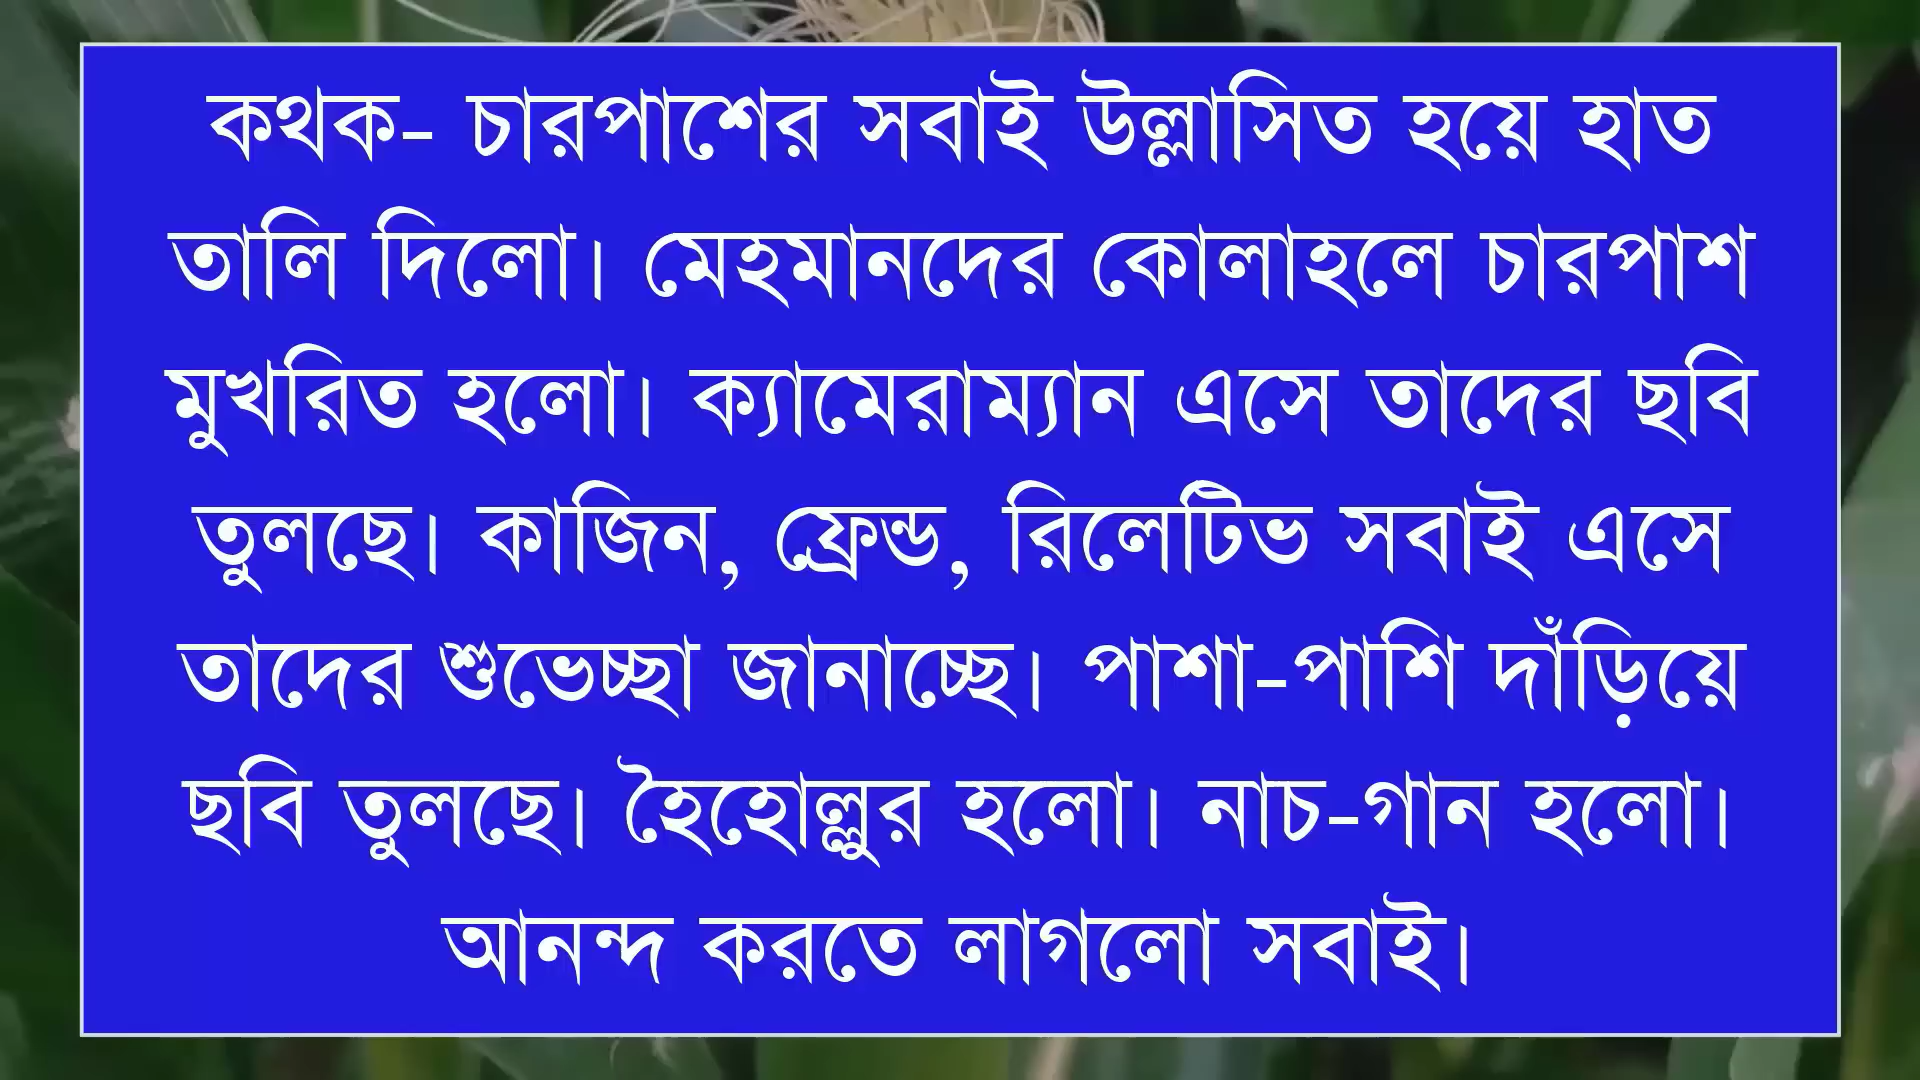 কথক- চারপাশের সবাই উল্লাসিত হয়ে হাত
তালি দিলো। মেহমানদের কোলাহলে চারপাশ
মুখরিত হলো। ক্যামেরাম্যান এসে তাদের ছবি
তুলছে। কাজিন, ফ্রেন্ড, রিলেটিভ সবাই এসে
তাদের শুভেচ্ছা জানাচ্ছে। পাশা-পাশি দাঁড়িয়ে
ছবি তুলছে। হৈহোল্লুর হলো। নাচ-গান হলো।
আনন্দ করতে লাগলো সবাই।